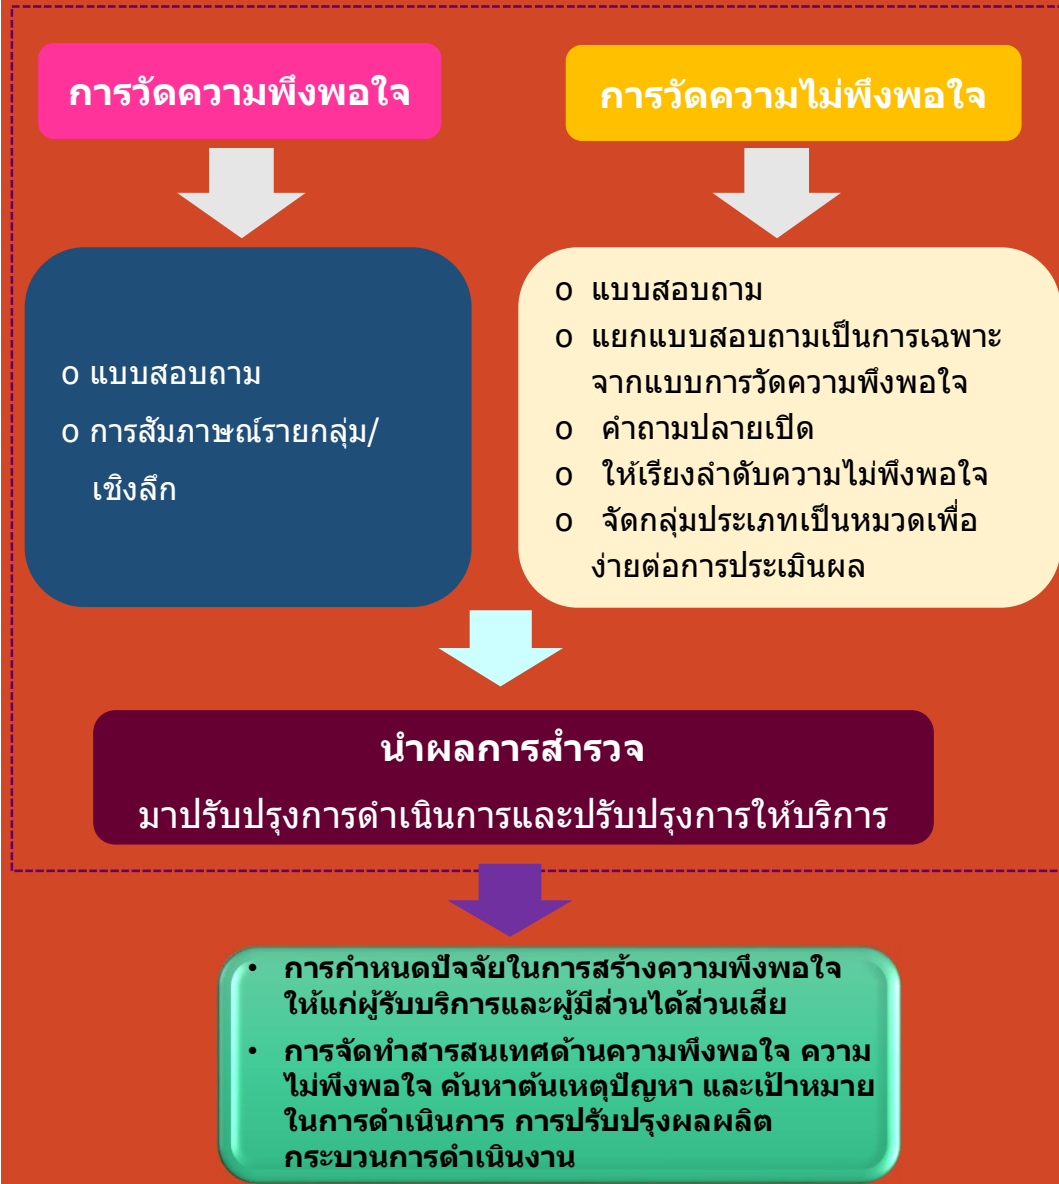 การวัดความพึงพอใจ
การวัดความไม่พึงพอใจ
o แบบสอบถาม
o การสัมภาษณ์รายกลุ่ม/
เชิงลึก
o แบบสอบถาม
o แยกแบบสอบถามเป็นการเฉพาะ
จากแบบการวัดความพึงพอใจ
o คำถามปลายเปิด
o ให้เรียงลำดับความไม่พึงพอใจ
o จัดกลุ่มประเภทเป็นหมวดเพื่อ
ง่ายต่อการประเมินผล
นำผลการสำรวจ
มาปรับปรุงการดำเนินการและปรับปรุงการให้บริการ
• การกำหนดปัจจัยในการสร้างความพึงพอใจ
ให้แก่ผู้รับบริการและผู้มีส่วนได้ส่วนเสีย
• การจัดทำสารสนเทศด้านความพึงพอใจ ความ
ไม่พึงพอใจ ค้นหาต้นเหตุปัญหา และเป้าหมาย
ในการดำเนินการ การปรับปรุงผลผลิต
กระบวนการดำเนินงาน